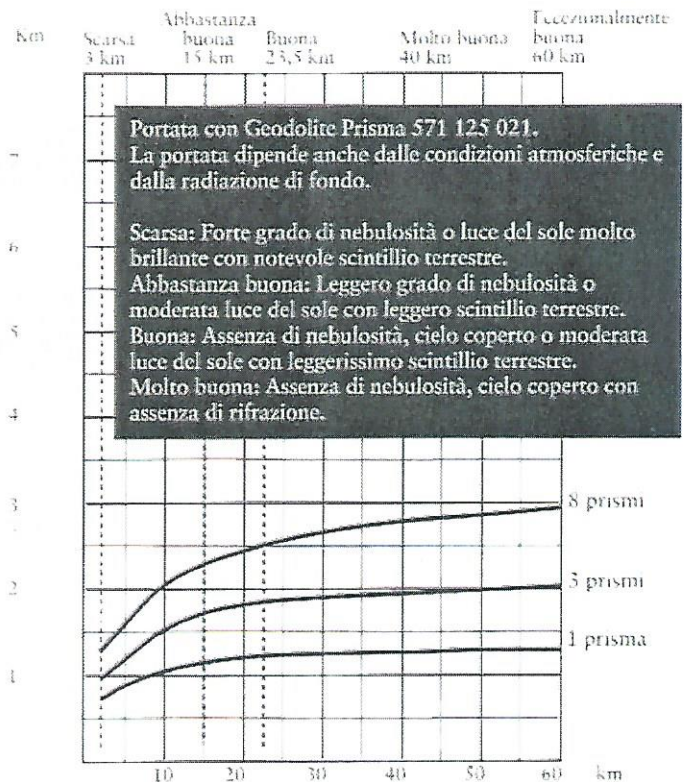 Km
Scarsa
3 km
Abbastanza
buona
15 km
Buona
23,5 km
Molto buona
40 km
Eccezionalmente
buona
60 km
Portata con Geodolite Prisma 571 125 021.
La portata dipende anche dalle condizioni atmosferiche e
dalla radiazione di fondo.
Scarsa: Forte grado di nebulosità o luce del sole molto
brillante con notevole scintillio terrestre.
Abbastanza buona: Leggero grado di nebulosità o
moderata luce del sole con leggero scintillio terrestre.
Buona: Assenza di nebulosità, cielo coperto o moderata
luce del sole con leggerissimo scintillio terrestre.
Molto buona: Assenza di nebulosità, cielo coperto con
assenza di rifrazione.
7
6
5
4
3
2
1
8 prismi
3 prismi
1 prisma
10
20
30
40
50
60
km